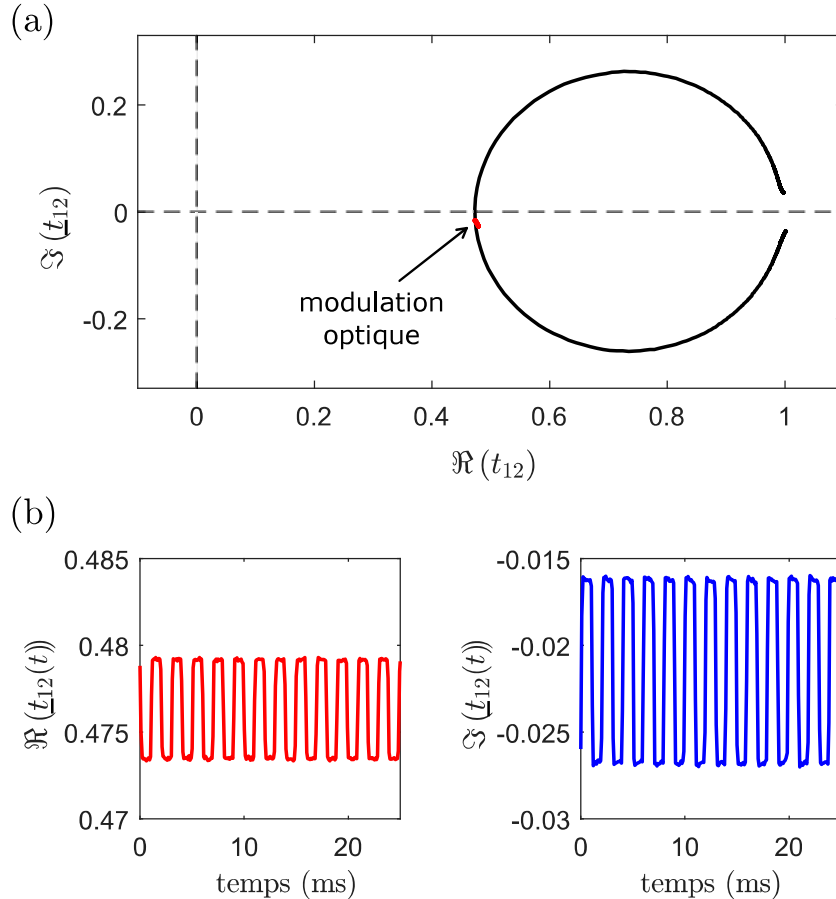 (a)
0.2
0
-0.2
ℑ (t₁₂)
modulation
optique
0 0.2 0.4 0.6 0.8 1
ℜ (t₁₂)
(b)
0.485
0.48
0.475
0.47
ℜ (t₁₂(t))
0 20
temps (ms)
-0.015
-0.02
-0.025
-0.03
ℑ (t₁₂(t))
0 10 20
temps (ms)